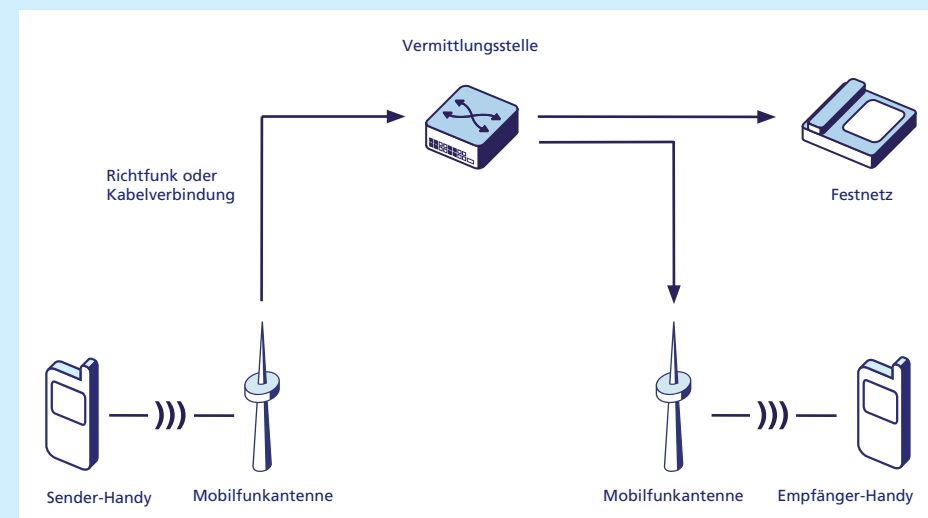 Vermittlungsstelle
Richtfunk oder
Kabelverbindung
Festnetz
Sender-Handy
Mobilfunkantenne
Mobilfunkantenne
Empfänger-Handy